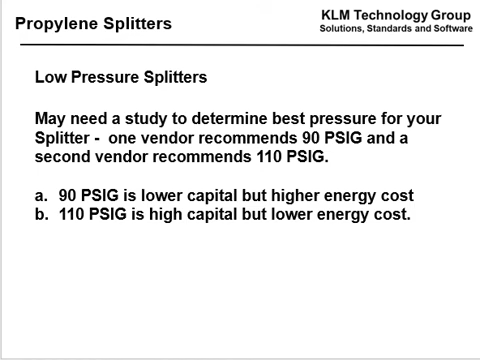 Propylene Splitters
KLM Technology Group
Solutions, Standards and Software
Low Pressure Splitters
May need a study to determine best pressure for your
Splitter - one vendor recommends 90 PSIG and a
second vendor recommends 110 PSIG.
a. 90 PSIG is lower capital but higher energy cost
b. 110 PSIG is high capital but lower energy cost.